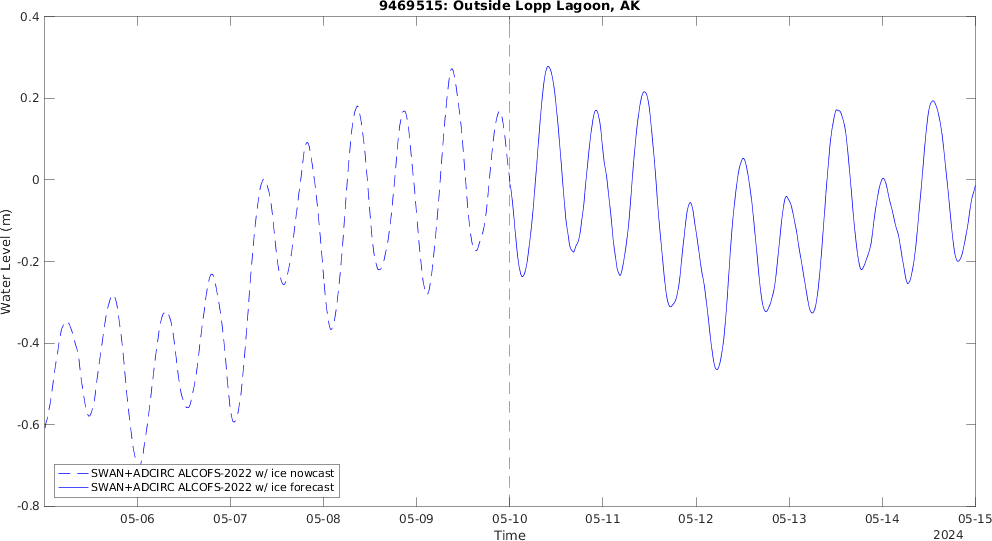 9469515: Outside Lopp Lagoon, AK
0.4
0.2
0
-0.2
-0.4
-0.6
-0.8
Water Level (m)
SWAN+ADCIRC ALCOFS-2022 w/ ice nowcast
SWAN+ADCIRC ALCOFS-2022 w/ ice forecast
05-06 05-07 05-08 05-09 05-10 05-11 05-12 05-13 05-14 05-15
Time
2024